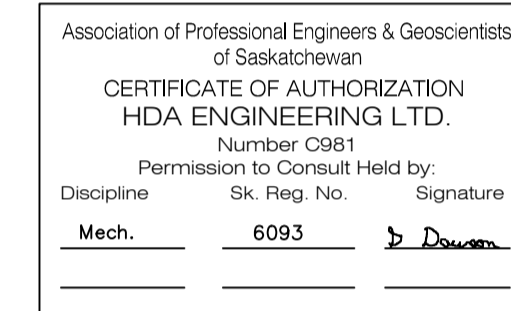 Association of Professional Engineers & Geoscientists
of Saskatchewan
CERTIFICATE OF AUTHORIZATION
HDA ENGINEERING LTD.
Number C981
Permission to Consult Held by:
Discipline Sk. Reg. No. Signature
Mech. 6093 D Dawson